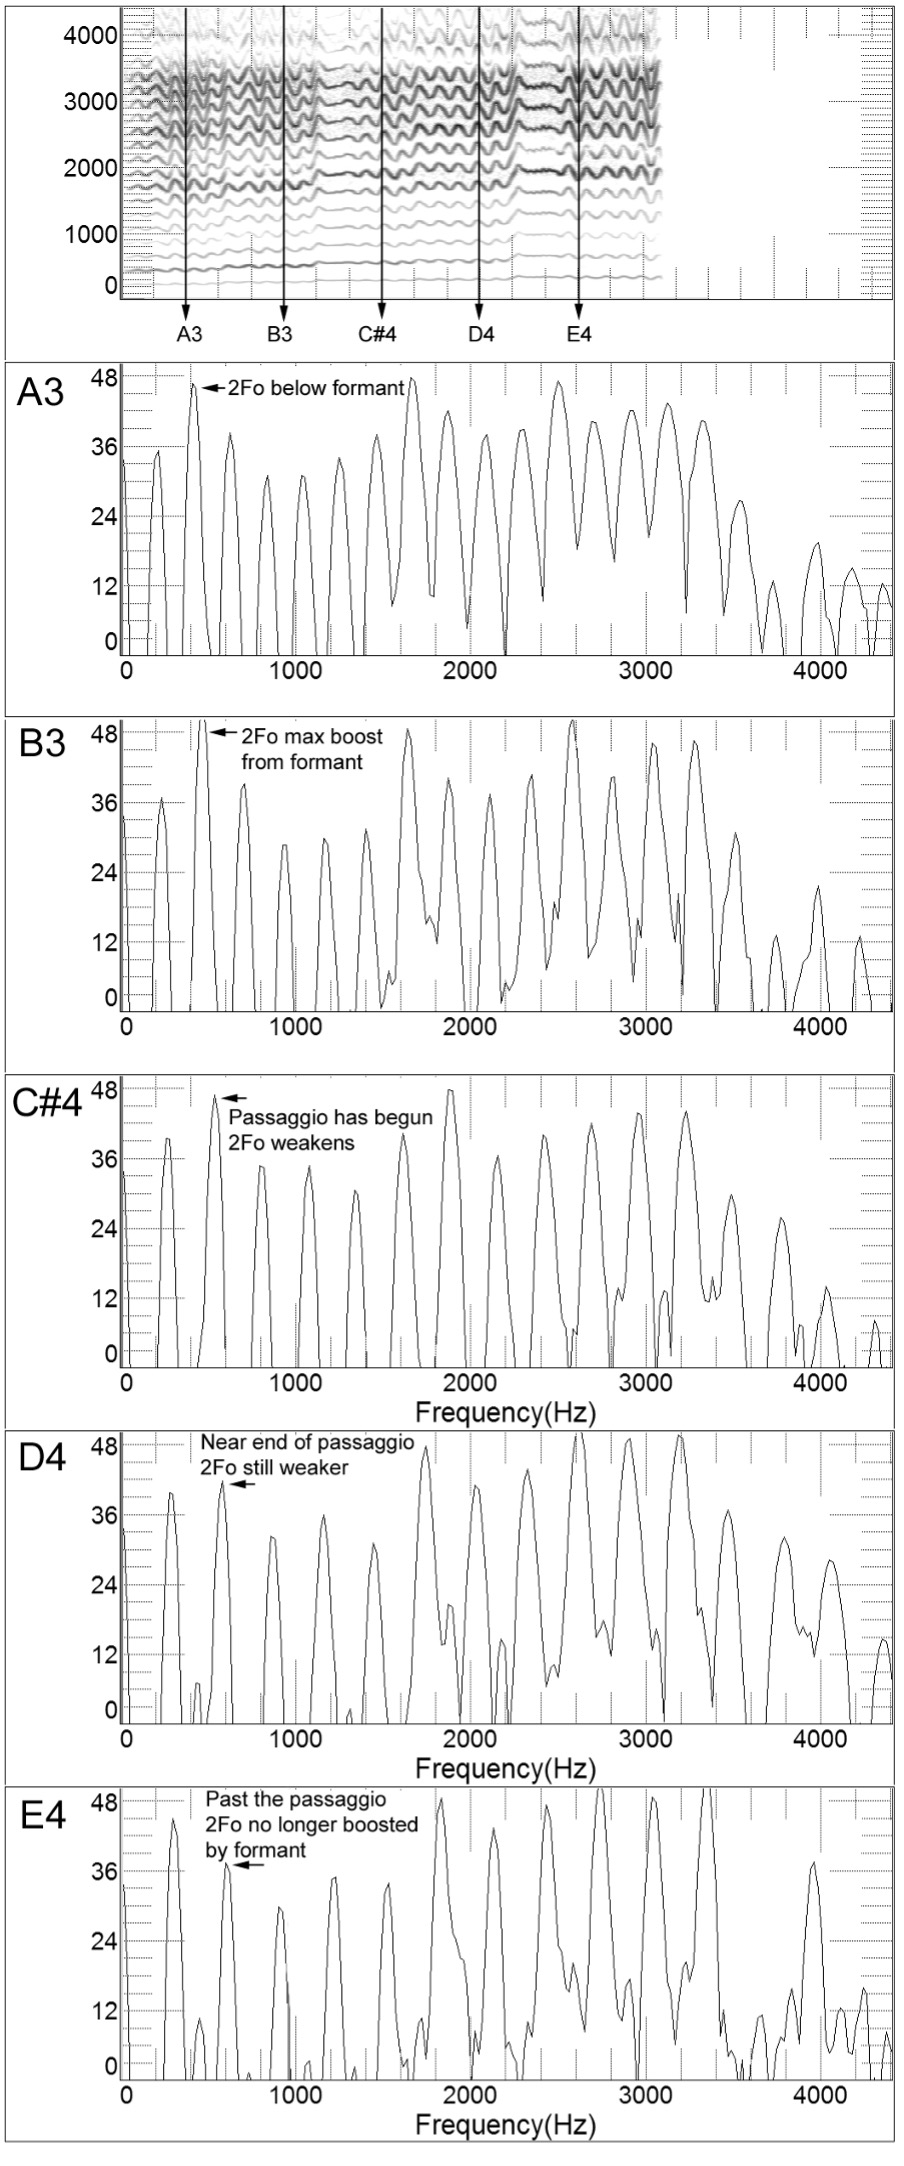 4000
3000
2000
1000
0
A3 B3 C#4 D4 E4
A3
48
2Fo below formant
36
24
12
0
0 1000 2000 3000 4000
B3
48
2Fo max boost
from formant
36
24
12
0
0 1000 2000 3000 4000
C#4
48
Passaggio has begun
2Fo weakens
36
24
12
0
0 1000 2000 3000 4000
Frequency(Hz)
D4
48
Near end of passaggio
2Fo still weaker
36
24
12
0
0 1000 2000 3000 4000
Frequency(Hz)
E4
48
Past the passaggio
2Fo no longer boosted
by formant
36
24
12
0
0 1000 2000 3000 4000
Frequency(Hz)